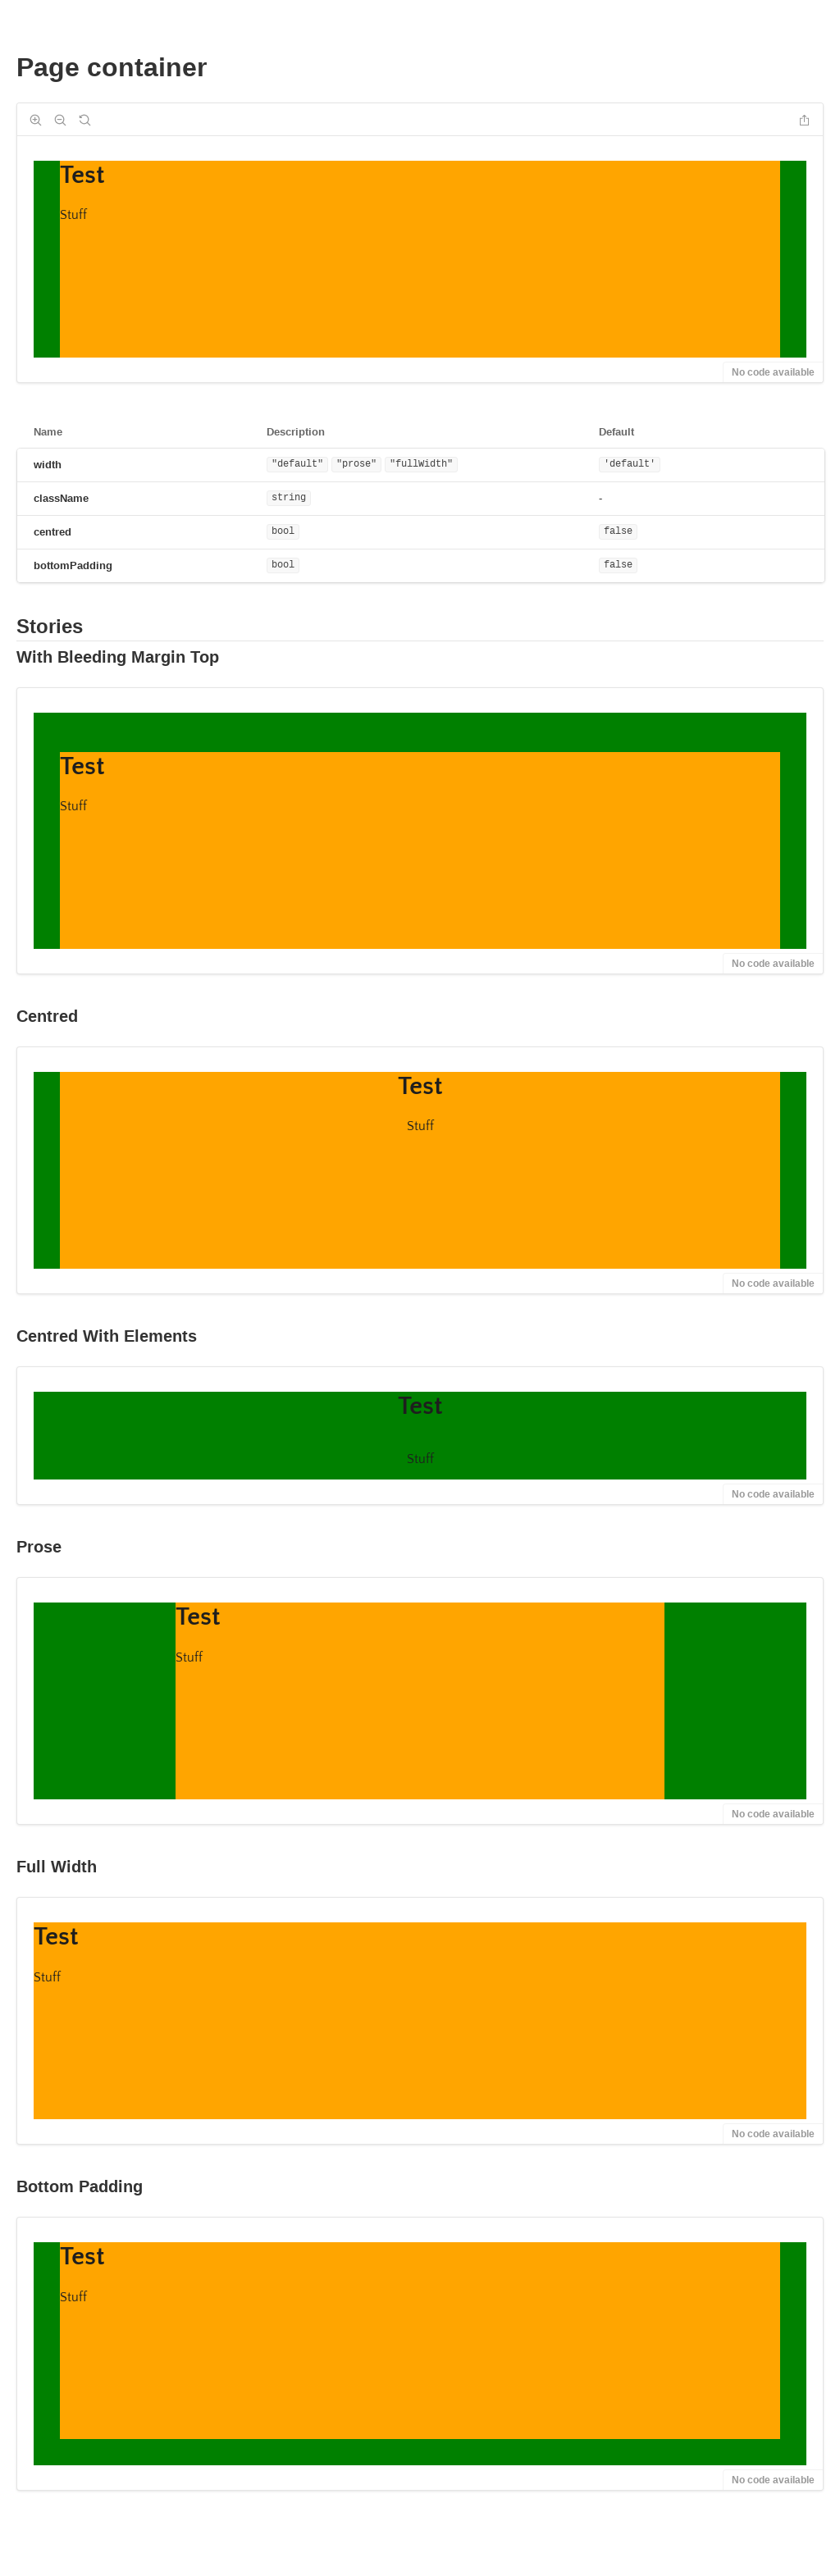 Page container
Test
Stuff
No code available
Name Description Default
width "default" "prose" "fullWidth" 'default'
className string -
centred bool false
bottomPadding bool false
Stories
With Bleeding Margin Top
Test
Stuff
No code available
Centred
Test
Stuff
No code available
Centred With Elements
Test
Stuff
No code available
Prose
Test
Stuff
No code available
Full Width
Test
Stuff
No code available
Bottom Padding
Test
Stuff
No code available